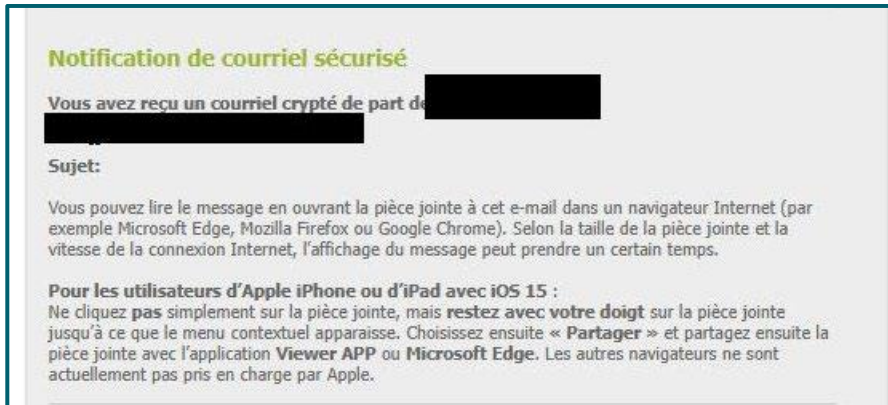 Notification de courriel sécurisé
Vous avez reçu un courriel crypté de part de
Sujet:
Vous pouvez lire le message en ouvrant la pièce jointe à cet e-mail dans un navigateur Internet (par
exemple Microsoft Edge, Mozilla Firefox ou Google Chrome). Selon la taille de la pièce jointe et la
vitesse de la connexion Internet, l'affichage du message peut prendre un certain temps.
Pour les utilisateurs d'Apple iPhone ou d'iPad avec iOS 15 :
Ne cliquez pas simplement sur la pièce jointe, mais restez avec votre doigt sur la pièce jointe
jusqu'à ce que le menu contextuel apparaisse. Choisissez ensuite « Partager » et partagez ensuite la
pièce jointe avec l'application Viewer APP ou Microsoft Edge. Les autres navigateurs ne sont
actuellement pas pris en charge par Apple.